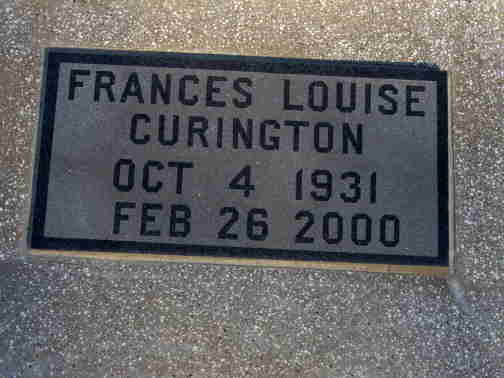 FRANCES LOUISE
CURINGTON
OCT 4 1931
FEB 26 2000